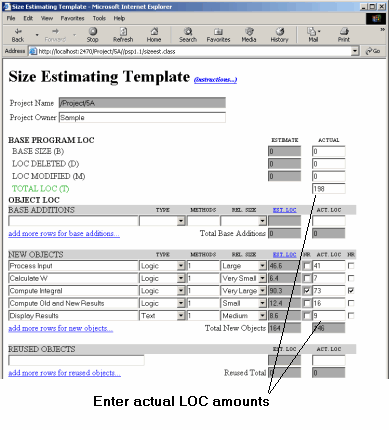 Size Estimating Template - Microsoft Internet Explorer
File Edit View Favorites Tools Help
Back Forward Stop Refresh Home Search Favorites Media History Mail Print
Address http://localhost:2470/Project/5A//psp1.1/sizeest.class Go
Size Estimating Template (instructions...)
Project Name /Project/5A
Project Owner Sample
BASE PROGRAM LOC ESTIMATE ACTUAL
BASE SIZE (B) 0 0
LOC DELETED (D) 0 0
LOC MODIFIED (M) 0 0
TOTAL LOC (T) 198
OBJECT LOC
BASE ADDITIONS TYPE METHODS REL. SIZE EST. LOC ACT. LOC
add more rows for base additions... Total Base Additions 0 0
NEW OBJECTS TYPE METHODS REL. SIZE EST. LOC NR ACT. LOC NR
Process Input Logic 1 Large 46.6 41
Calculate W Logic 1 Very Small 6.4 7
Compute Integral Logic 1 Very Large 90.3 73
Compute Old and New Results Logic 1 Small 12.4 16
Display Results Text 1 Medium 8.6 9
add more rows for new objects... Total New Objects 164 146
REUSED OBJECTS EST. LOC ACT. LOC
add more rows for reused objects... Reused Total 0 0
Enter actual LOC amounts